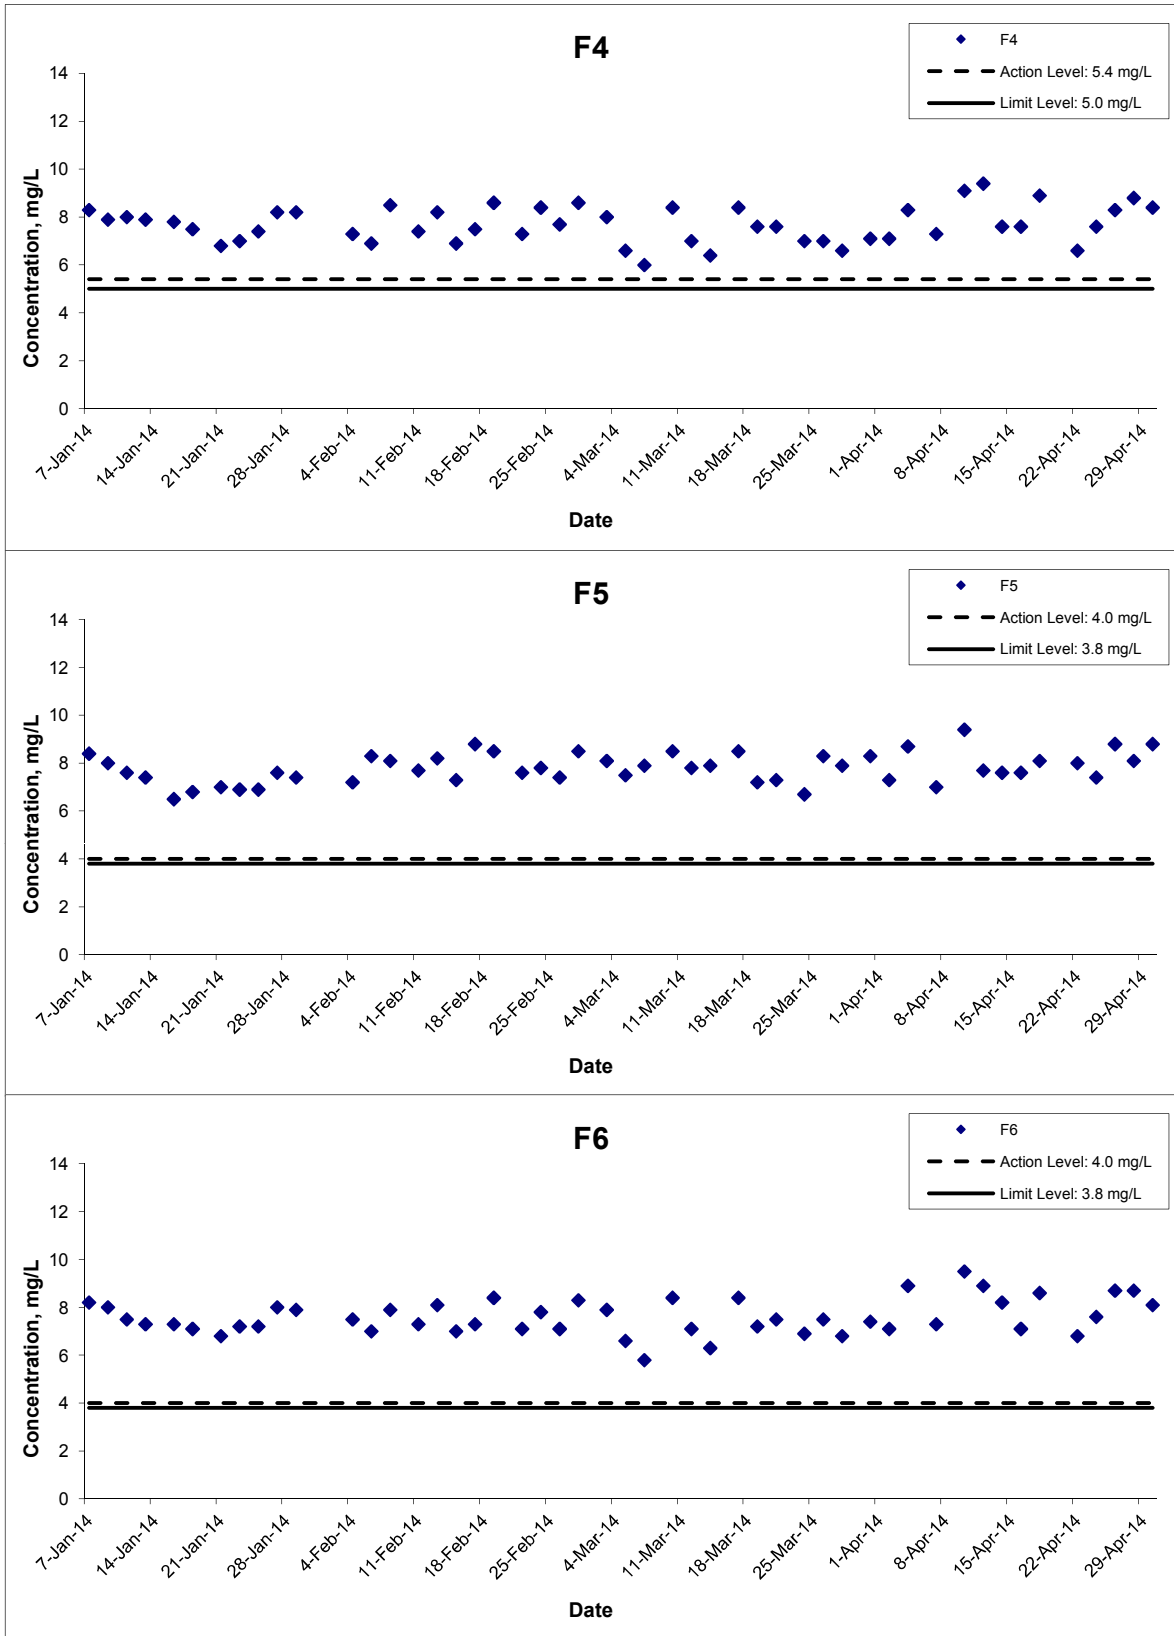 F4
F4
Action Level: 5.4 mg/L
Limit Level: 5.0 mg/L
14
12
10
8
6
4
2
0
Concentration, mg/L
7-Jan-14
14-Jan-14
21-Jan-14
28-Jan-14
4-Feb-14
11-Feb-14
18-Feb-14
25-Feb-14
4-Mar-14
11-Mar-14
18-Mar-14
25-Mar-14
1-Apr-14
8-Apr-14
15-Apr-14
22-Apr-14
29-Apr-14
Date
F5
F5
Action Level: 4.0 mg/L
Limit Level: 3.8 mg/L
14
12
10
8
6
4
2
0
Concentration, mg/L
7-Jan-14
14-Jan-14
21-Jan-14
28-Jan-14
4-Feb-14
11-Feb-14
18-Feb-14
25-Feb-14
4-Mar-14
11-Mar-14
18-Mar-14
25-Mar-14
1-Apr-14
8-Apr-14
15-Apr-14
22-Apr-14
29-Apr-14
Date
F6
F6
Action Level: 4.0 mg/L
Limit Level: 3.8 mg/L
14
12
10
8
6
4
2
0
Concentration, mg/L
7-Jan-14
14-Jan-14
21-Jan-14
28-Jan-14
4-Feb-14
11-Feb-14
18-Feb-14
25-Feb-14
4-Mar-14
11-Mar-14
18-Mar-14
25-Mar-14
1-Apr-14
8-Apr-14
15-Apr-14
22-Apr-14
29-Apr-14
Date